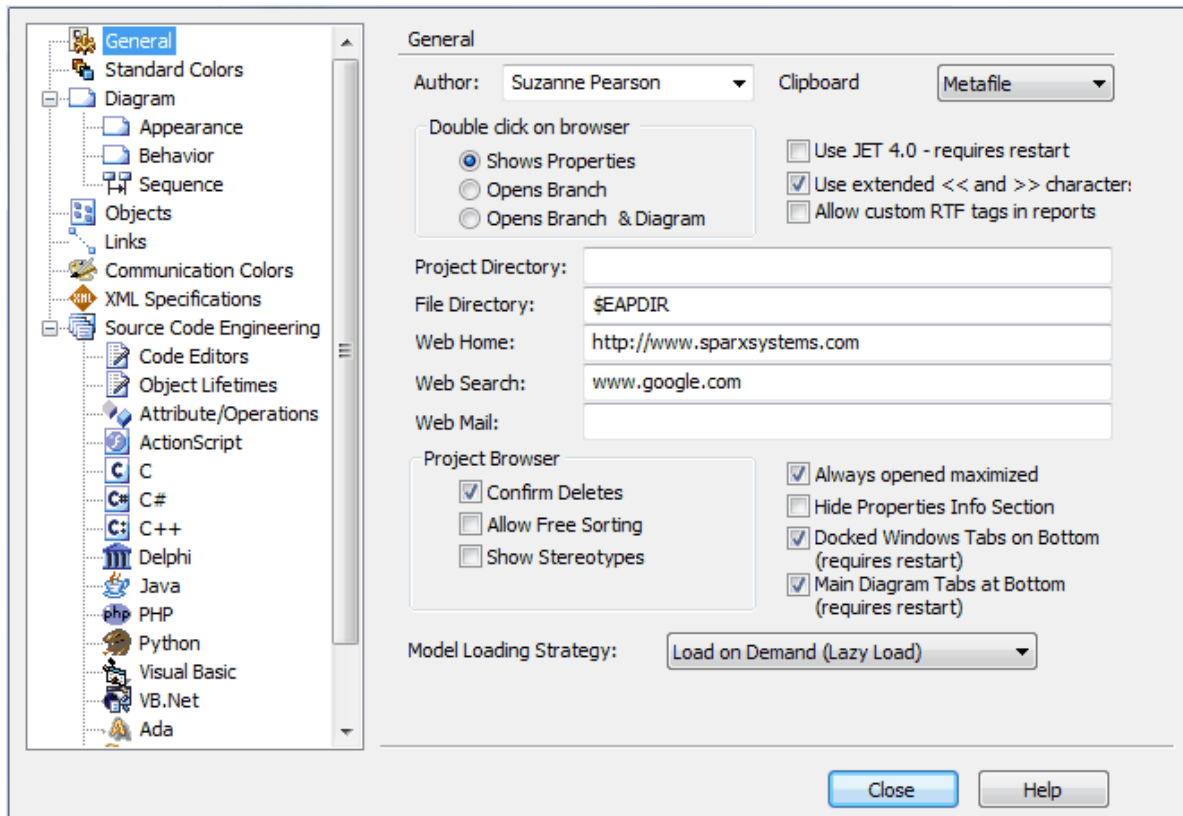 General
Standard Colors
Diagram
Appearance
Behavior
Sequence
Objects
Links
Communication Colors
XML Specifications
Source Code Engineering
Code Editors
Object Lifetimes
Attribute/Operations
ActionScript
C
C#
C++
Delphi
Java
php PHP
Python
Visual Basic
VB.Net
Ada
General
Author: Suzanne Pearson Clipboard Metafile
Double click on browser
Shows Properties
Opens Branch
Opens Branch & Diagram
Use JET 4.0 - requires restart
Use extended << and >> character
Allow custom RTF tags in reports
Project Directory:
File Directory: $EAPDIR
Web Home: http://www.sparxsystems.com
Web Search: www.google.com
Web Mail:
Project Browser
Confirm Deletes
Allow Free Sorting
Show Stereotypes
Always opened maximized
Hide Properties Info Section
Docked Windows Tabs on Bottom
(requires restart)
Main Diagram Tabs at Bottom
(requires restart)
Model Loading Strategy: Load on Demand (Lazy Load)
Close Help